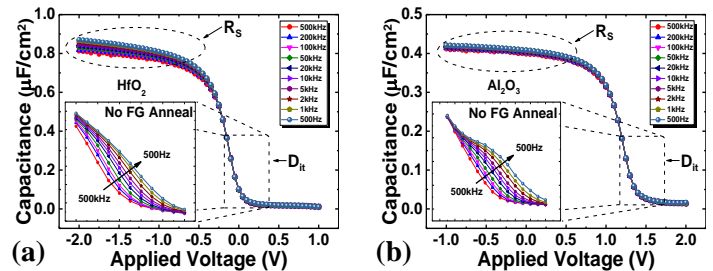 1.0
0.8
0.6
0.4
0.2
0.0
Capacitance (µF/cm²)
R_S
HfO₂
No FG Anneal
500Hz
500kHz
D_it
500kHz
200kHz
100kHz
50kHz
20kHz
10kHz
5kHz
2kHz
1kHz
500Hz
-2.0 -1.5 -1.0 -0.5 0.0 0.5 1.0
Applied Voltage (V)
(a)
0.5
0.4
0.3
0.2
0.1
0.0
Capacitance (µF/cm²)
R_S
Al₂O₃
No FG Anneal
500Hz
500kHz
D_it
500kHz
200kHz
100kHz
50kHz
20kHz
10kHz
5kHz
2kHz
1kHz
500Hz
-1.0 -0.5 0.0 0.5 1.0 1.5 2.0
Applied Voltage (V)
(b)